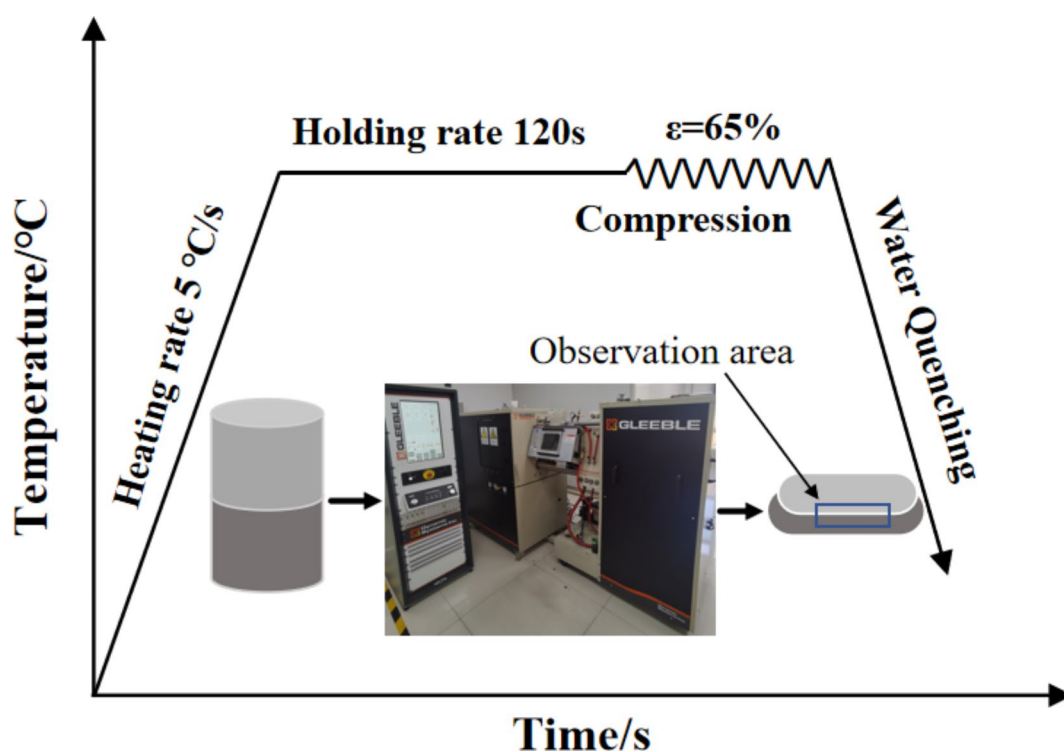 Temperature/°C
Heating rate 5 °C/s
Holding rate 120s
ε=65%
Compression
Water Quenching
Observation area
GLEEBLE
GLEEBLE
Time/s